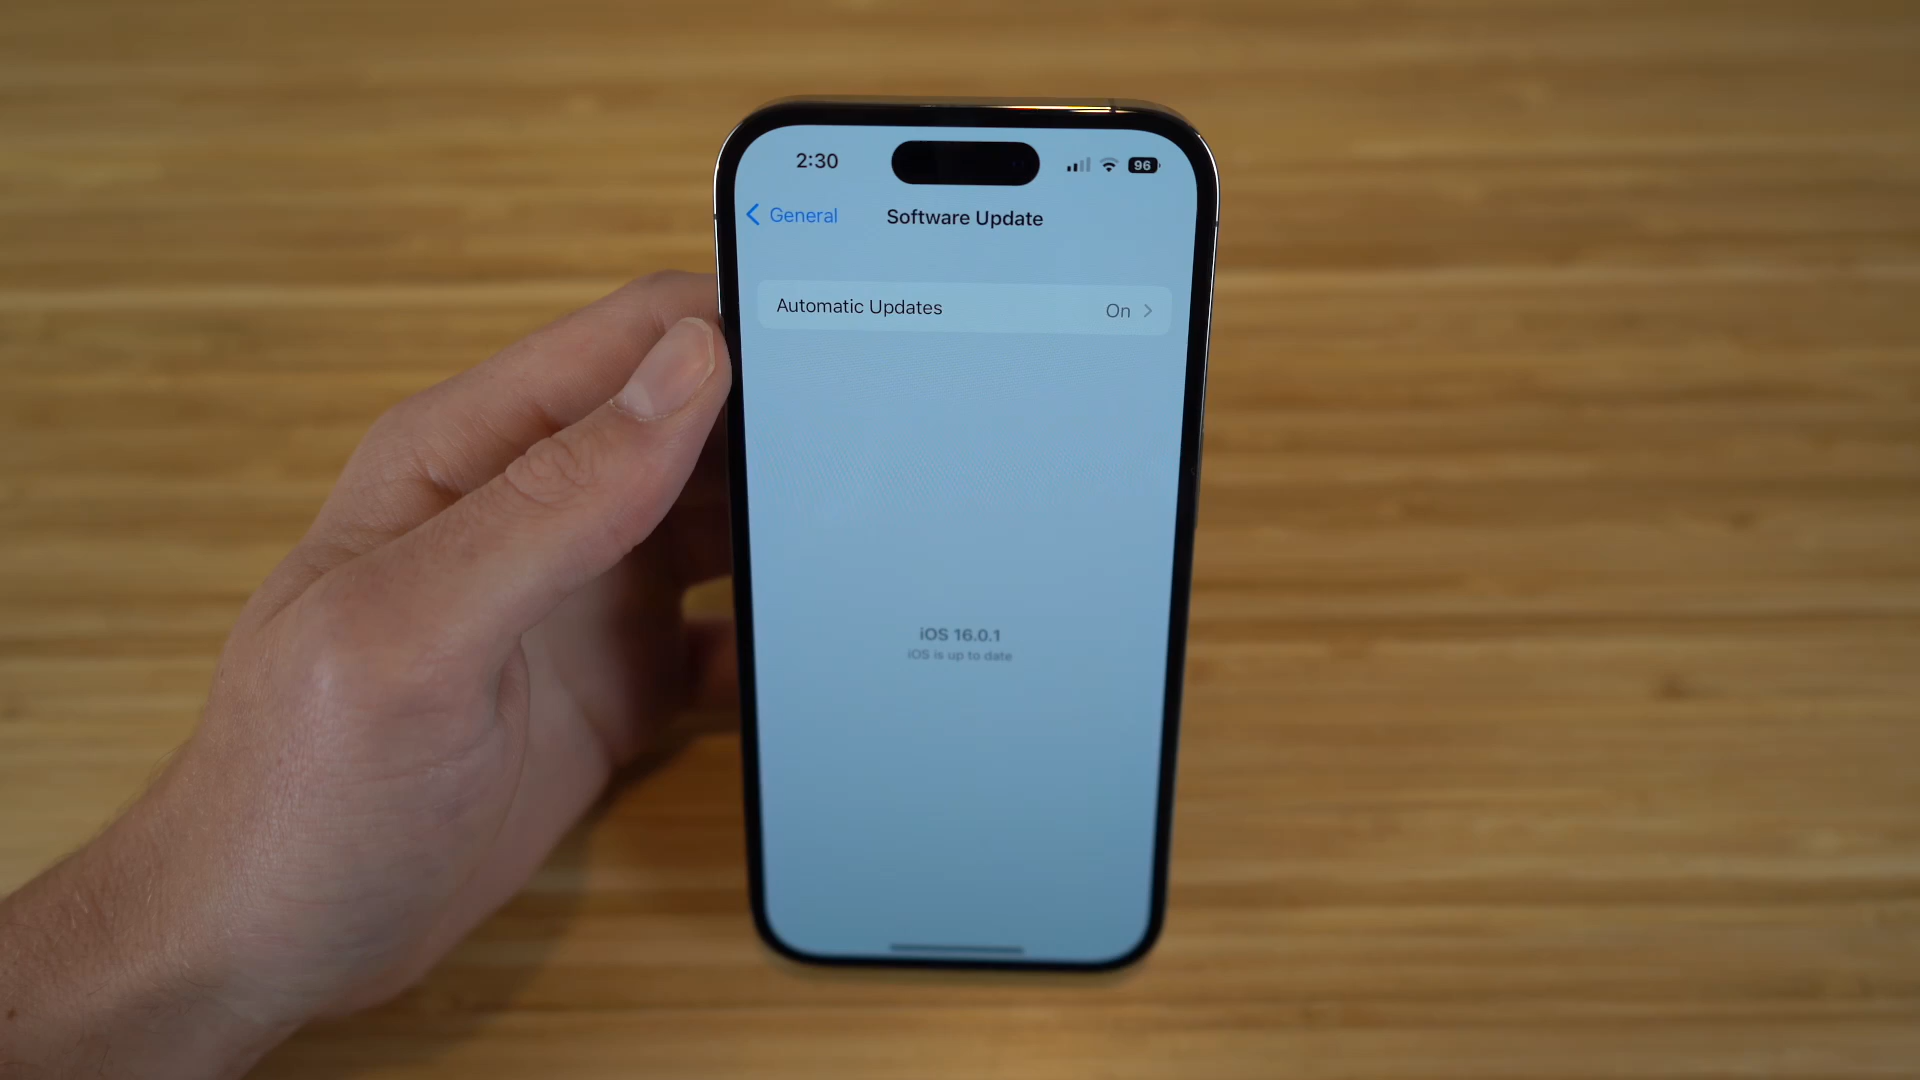 2:30
96
General
Software Update
Automatic Updates
On
iOS 16.0.1
iOS is up to date